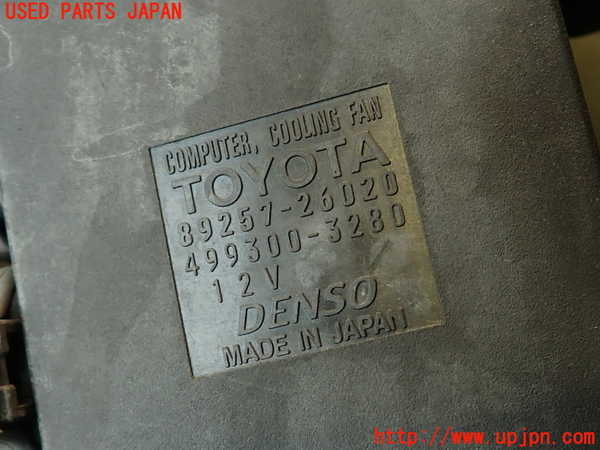 USED PARTS JAPAN
COMPUTER, COOLING FAN
TOYOTA
89257-26020
499300-3280
12V
DENSO
MADE IN JAPAN
http://www.upjpn.com/